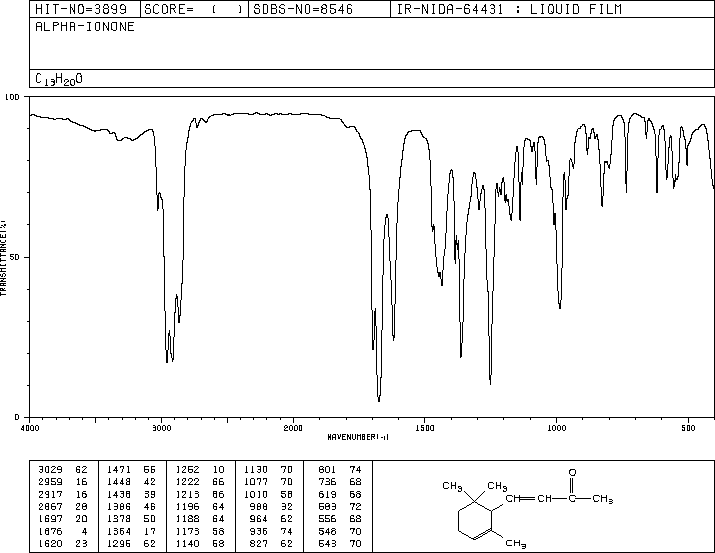 HIT-NO=3899 SCORE= ( ) SDBS-NO=8546 IR-NIDA-64431 : LIQUID FILM
ALPHA-IONONE
C13H20O
100
50
0
TRANSMITTANCE(%)
4000 3000 2000 1500 1000 500
WAVENUMBER(-1)
3029 62 1471 55 1252 10 1130 70 801 74
2959 16 1448 42 1222 66 1077 70 736 68
2917 16 1438 39 1213 66 1010 58 619 68
2867 28 1386 46 1196 64 988 32 583 72
1697 20 1378 50 1188 64 964 62 556 68
1676 4 1364 17 1173 58 936 74 548 70
1620 23 1296 62 1140 58 827 62 543 70
O
CH3 CH3 CH CH C CH3
CH3